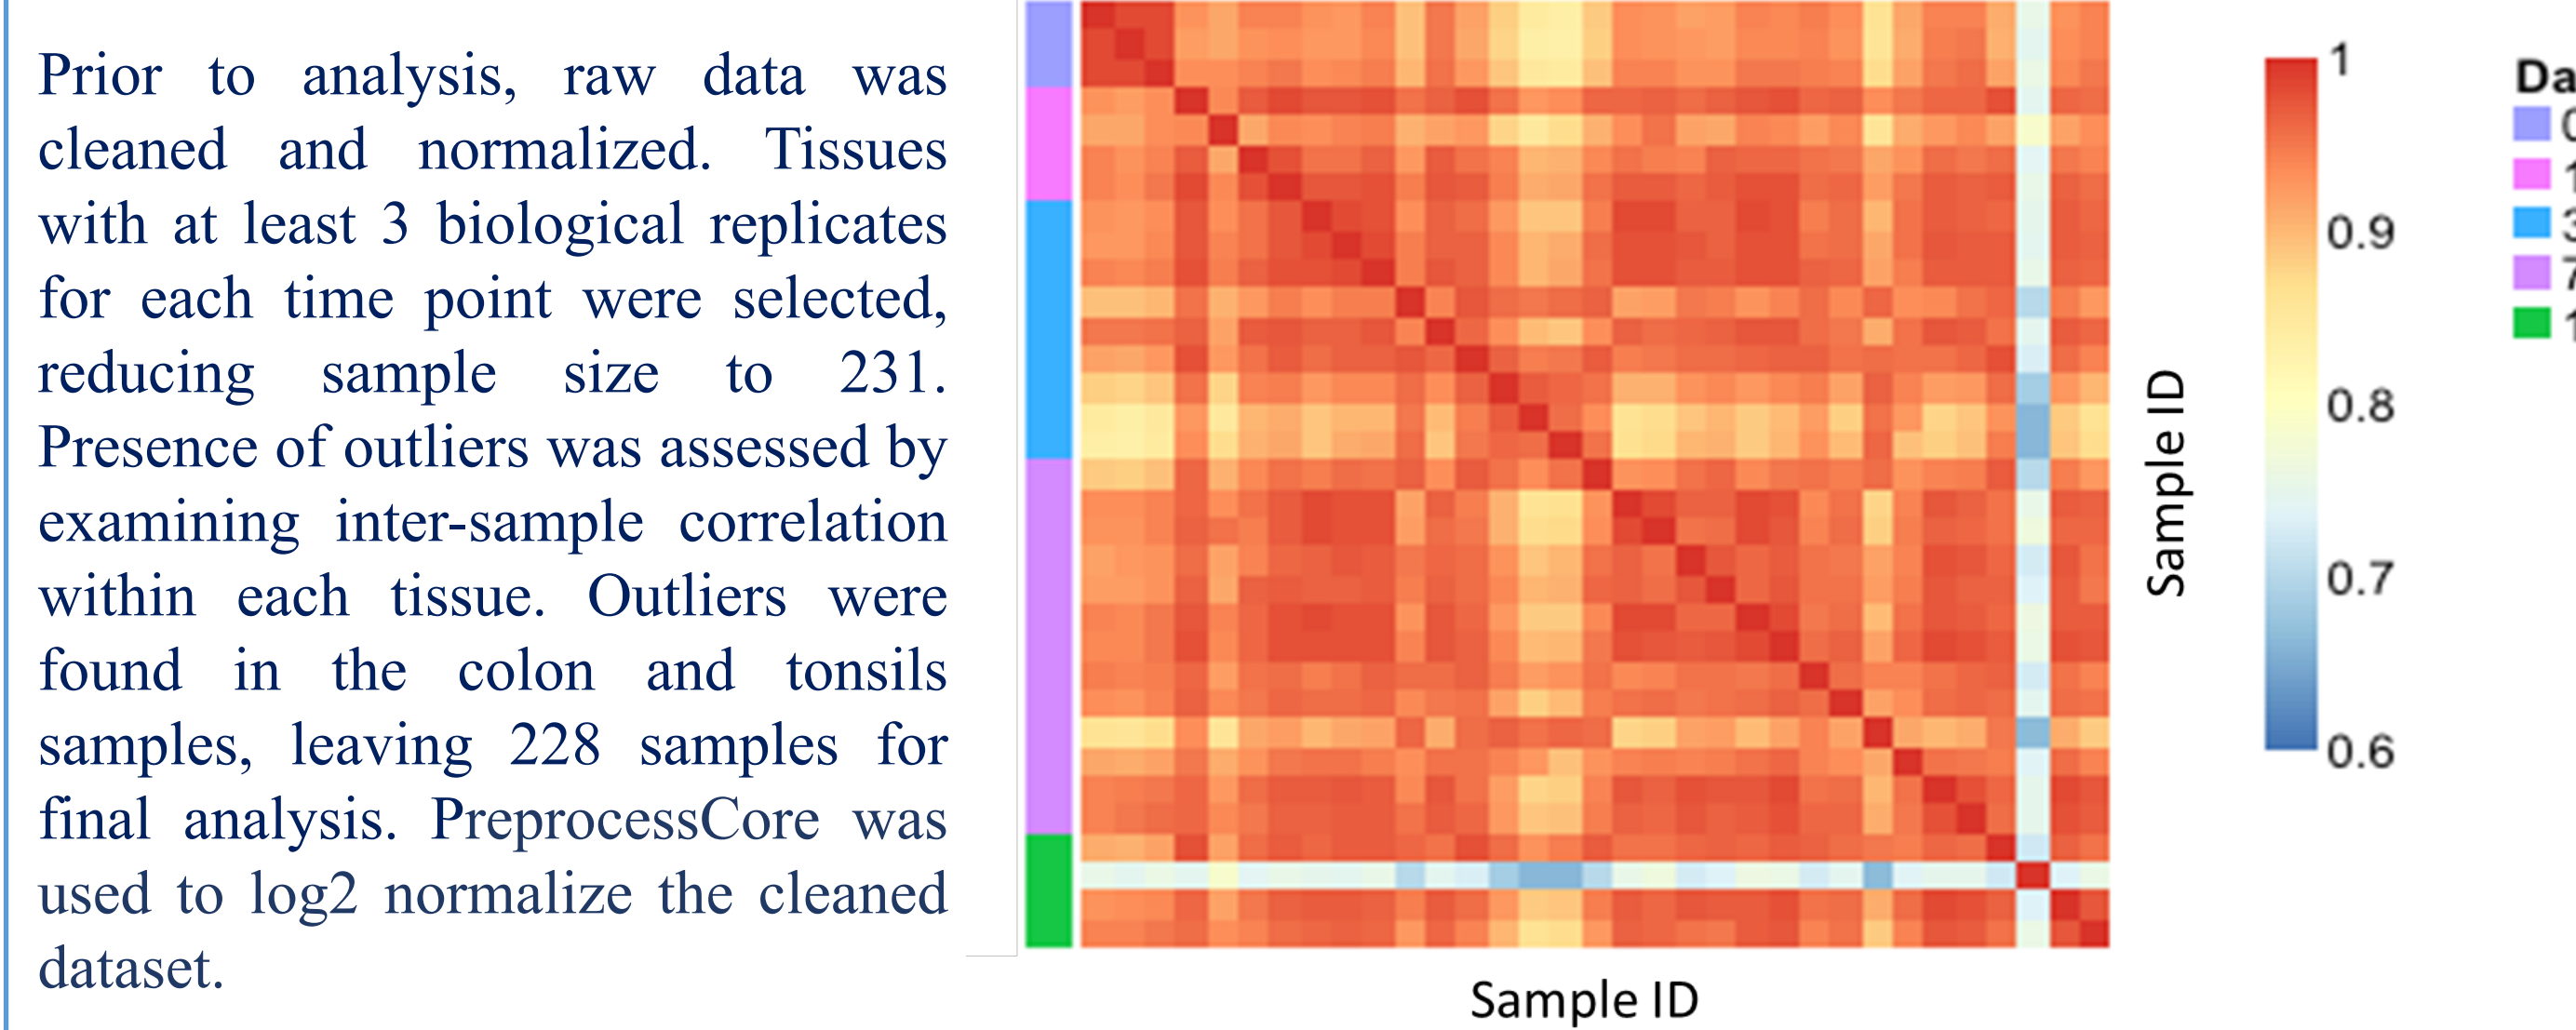 Prior to analysis, raw data was
cleaned and normalized. Tissues
with at least 3 biological replicates
for each time point were selected,
reducing sample size to 231.
Presence of outliers was assessed by
examining inter-sample correlation
within each tissue. Outliers were
found in the colon and tonsils
samples, leaving 228 samples for
final analysis. PreprocessCore was
used to log2 normalize the cleaned
dataset.
Sample ID
Sample ID
1
0.9
0.8
0.7
0.6